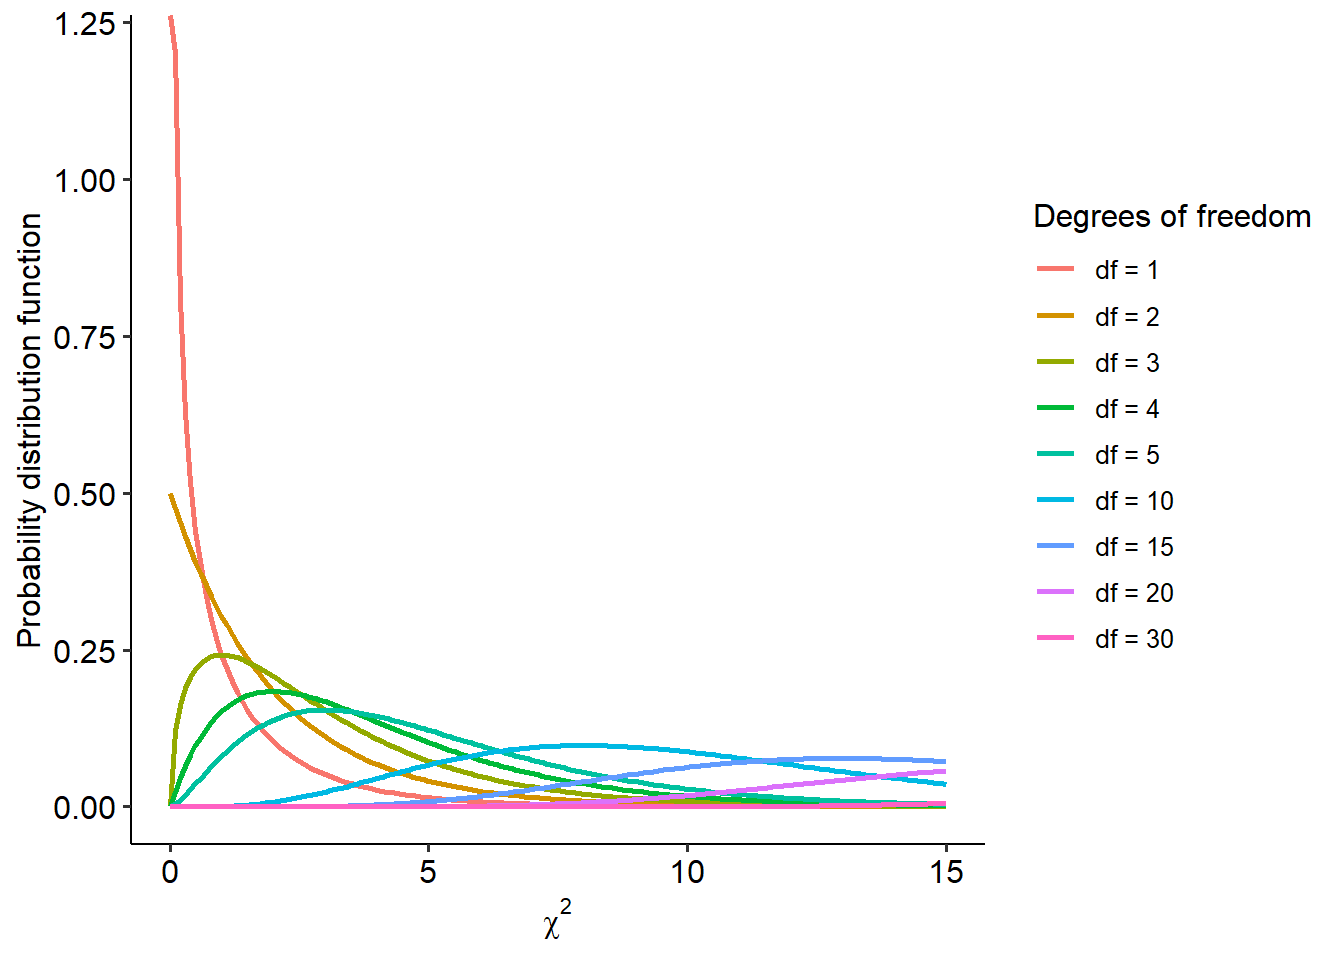 1.25
1.00
0.75
0.50
0.25
0.00
Probability distribution function
0
5
10
15
χ²
Degrees of freedom
df = 1
df = 2
df = 3
df = 4
df = 5
df = 10
df = 15
df = 20
df = 30